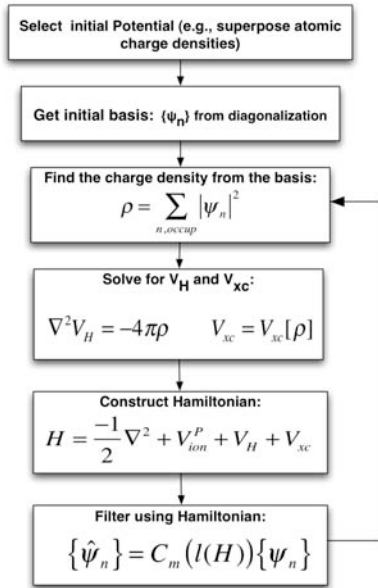 Select initial Potential (e.g., superpose atomic
charge densities)
Get initial basis: {ψn} from diagonalization
Find the charge density from the basis:
ρ = ∑ |ψn|²
n,occup
Solve for VH and Vxc:
∇²VH = −4πρ Vxc = Vxc[ρ]
Construct Hamiltonian:
H = −1/2 ∇² + V^P_ion + VH + Vxc
Filter using Hamiltonian:
{ψ̂n} = Cm(l(H)){ψn}